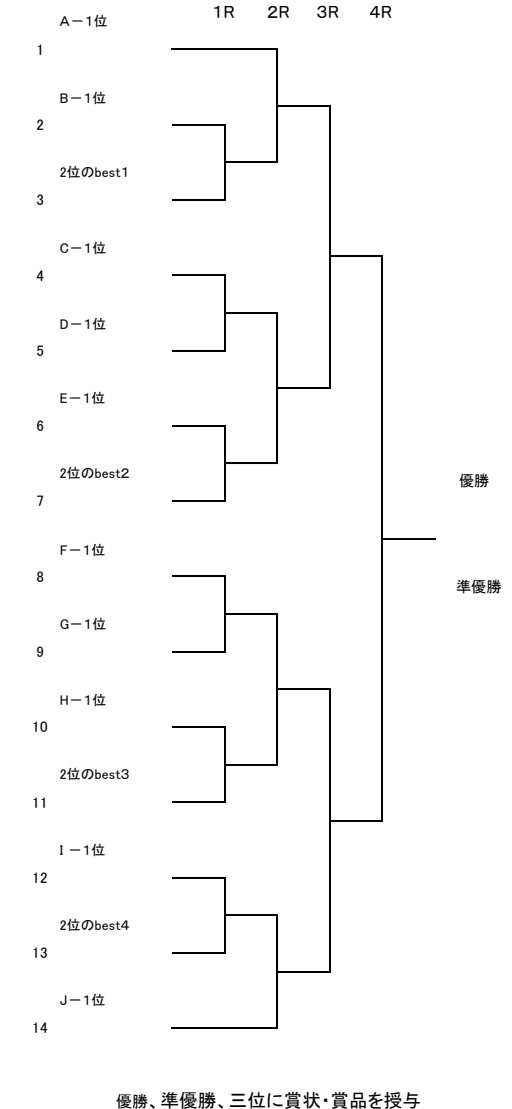 1R 2R 3R 4R
A－1位
1
B－1位
2
2位のbest1
3
C－1位
4
D－1位
5
E－1位
6
2位のbest2
7
優勝
F－1位
8
準優勝
G－1位
9
H－1位
10
2位のbest3
11
I－1位
12
2位のbest4
13
J－1位
14
優勝、準優勝、三位に賞状・賞品を授与